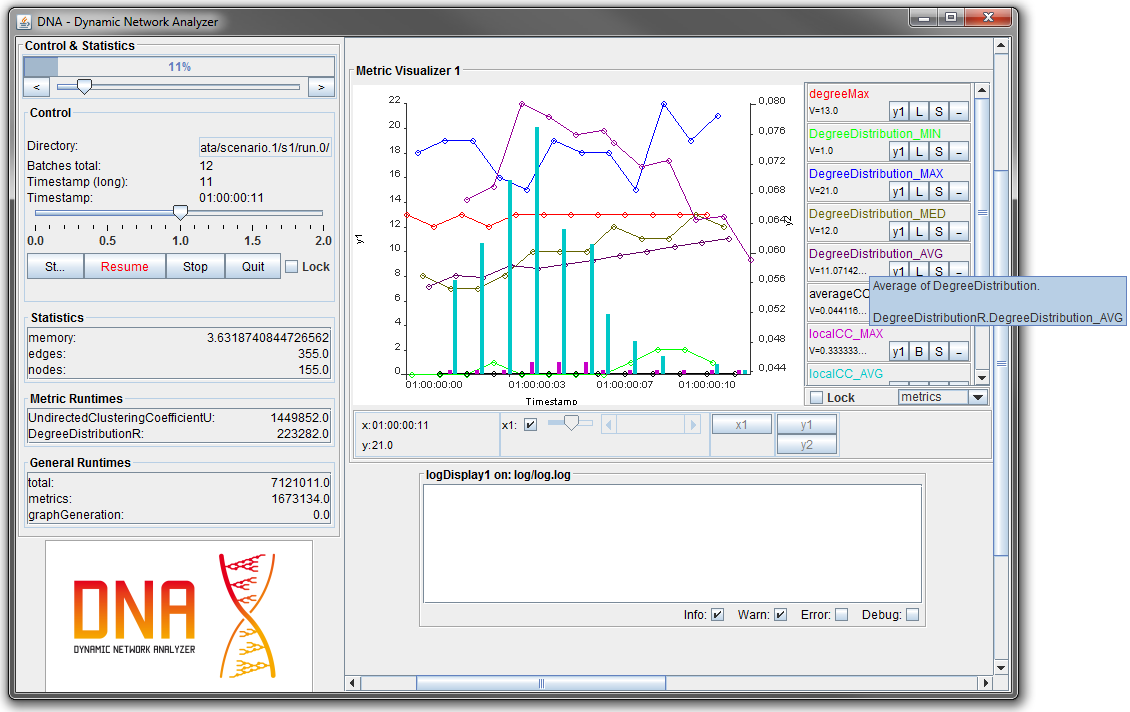 DNA - Dynamic Network Analyzer
Control & Statistics
11%
< >
Control
Directory: ata/scenario.1/s1/run.0/
Batches total: 12
Timestamp (long): 11
Timestamp: 01:00:00:11
0.0 0.5 1.0 1.5 2.0
St... Resume Stop Quit Lock
Statistics
memory: 3.6318740844726562
edges: 355.0
nodes: 155.0
Metric Runtimes
UndirectedClusteringCoefficientU: 1449852.0
DegreeDistributionR: 223282.0
General Runtimes
total: 7121011.0
metrics: 1673134.0
graphGeneration: 0.0
DNA
DYNAMIC NETWORK ANALYZER
Metric Visualizer 1
22
20
18
16
14
12
10
8
6
4
2
0
y1
0,080
0,076
0,072
0,068
0,064
0,060
0,056
0,052
0,048
0,044
y2
01:00:00:00 01:00:00:03 01:00:00:07 01:00:00:10
Timestamp
degreeMax
V=13.0 y1 L S -
DegreeDistribution_MIN
V=1.0 y1 L S -
DegreeDistribution_MAX
V=21.0 y1 L S -
DegreeDistribution_MED
V=12.0 y1 L S -
DegreeDistribution_AVG
V=11.07142... y1 L S -
Average of DegreeDistribution.
DegreeDistributionR.DegreeDistribution_AVG
averageCC
V=0.044116...
localCC_MAX
V=0.333333... y1 B S -
localCC_AVG
Lock metrics
x:01:00:00:11
y:21.0
x1:
x1 y1
y2
logDisplay1 on: log/log.log
Info: Warn: Error: Debug: